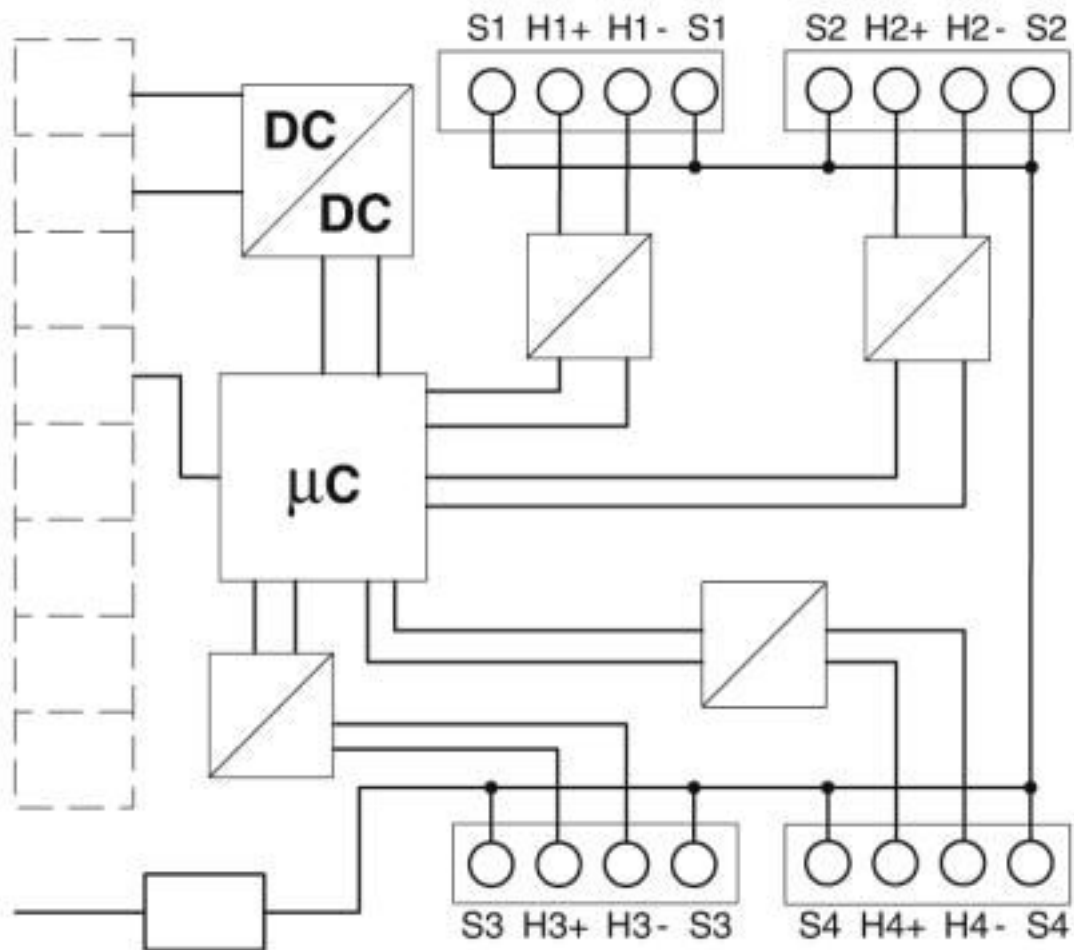 S1 H1+ H1- S1
S2 H2+ H2- S2
DC
DC
µC
S3 H3+ H3- S3
S4 H4+ H4- S4